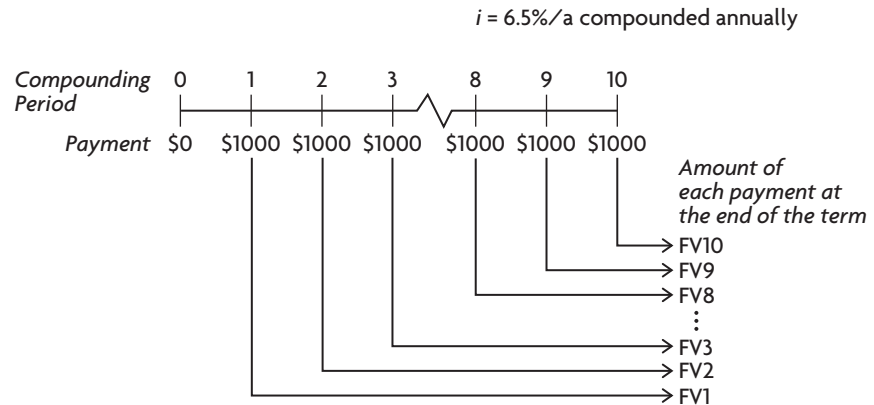 i = 6.5%/a compounded annually
Compounding Period
0 1 2 3 8 9 10
Payment $0 $1000 $1000 $1000 $1000 $1000 $1000
Amount of
each payment at
the end of the term
FV10
FV9
FV8
⋮
FV3
FV2
FV1